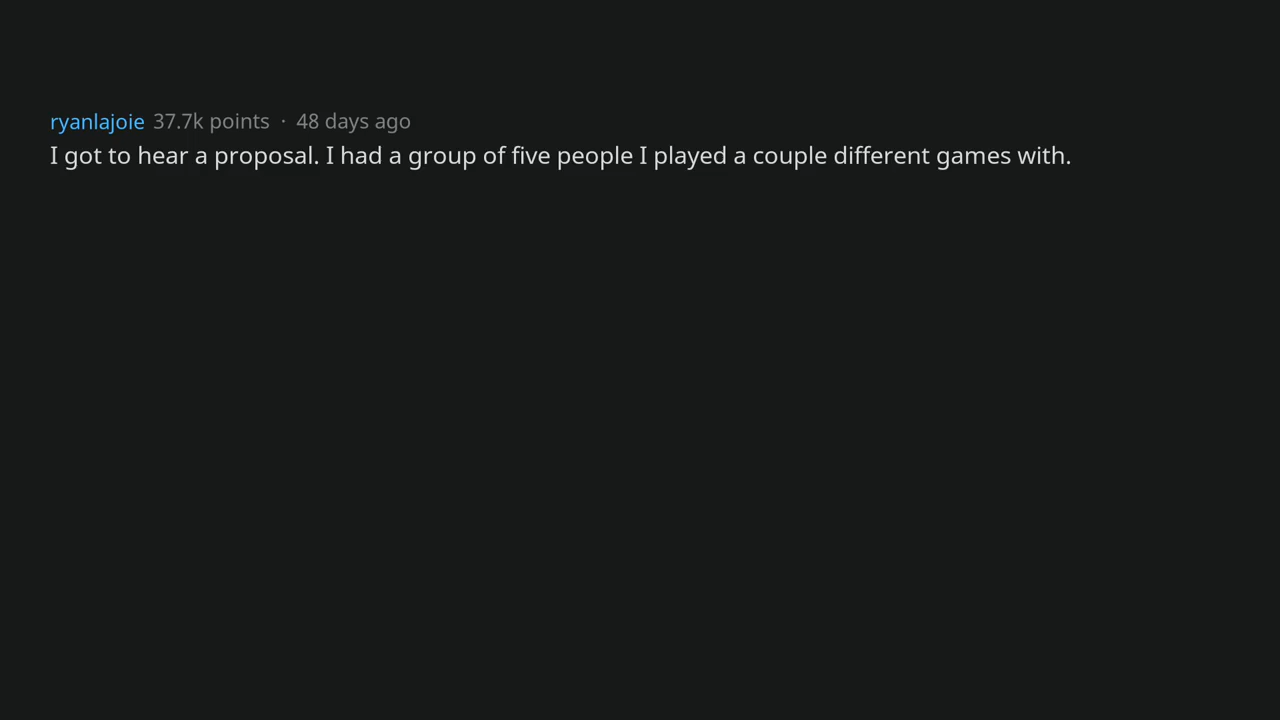 ryanlajoie 37.7k points · 48 days ago
I got to hear a proposal. I had a group of five people I played a couple different games with.